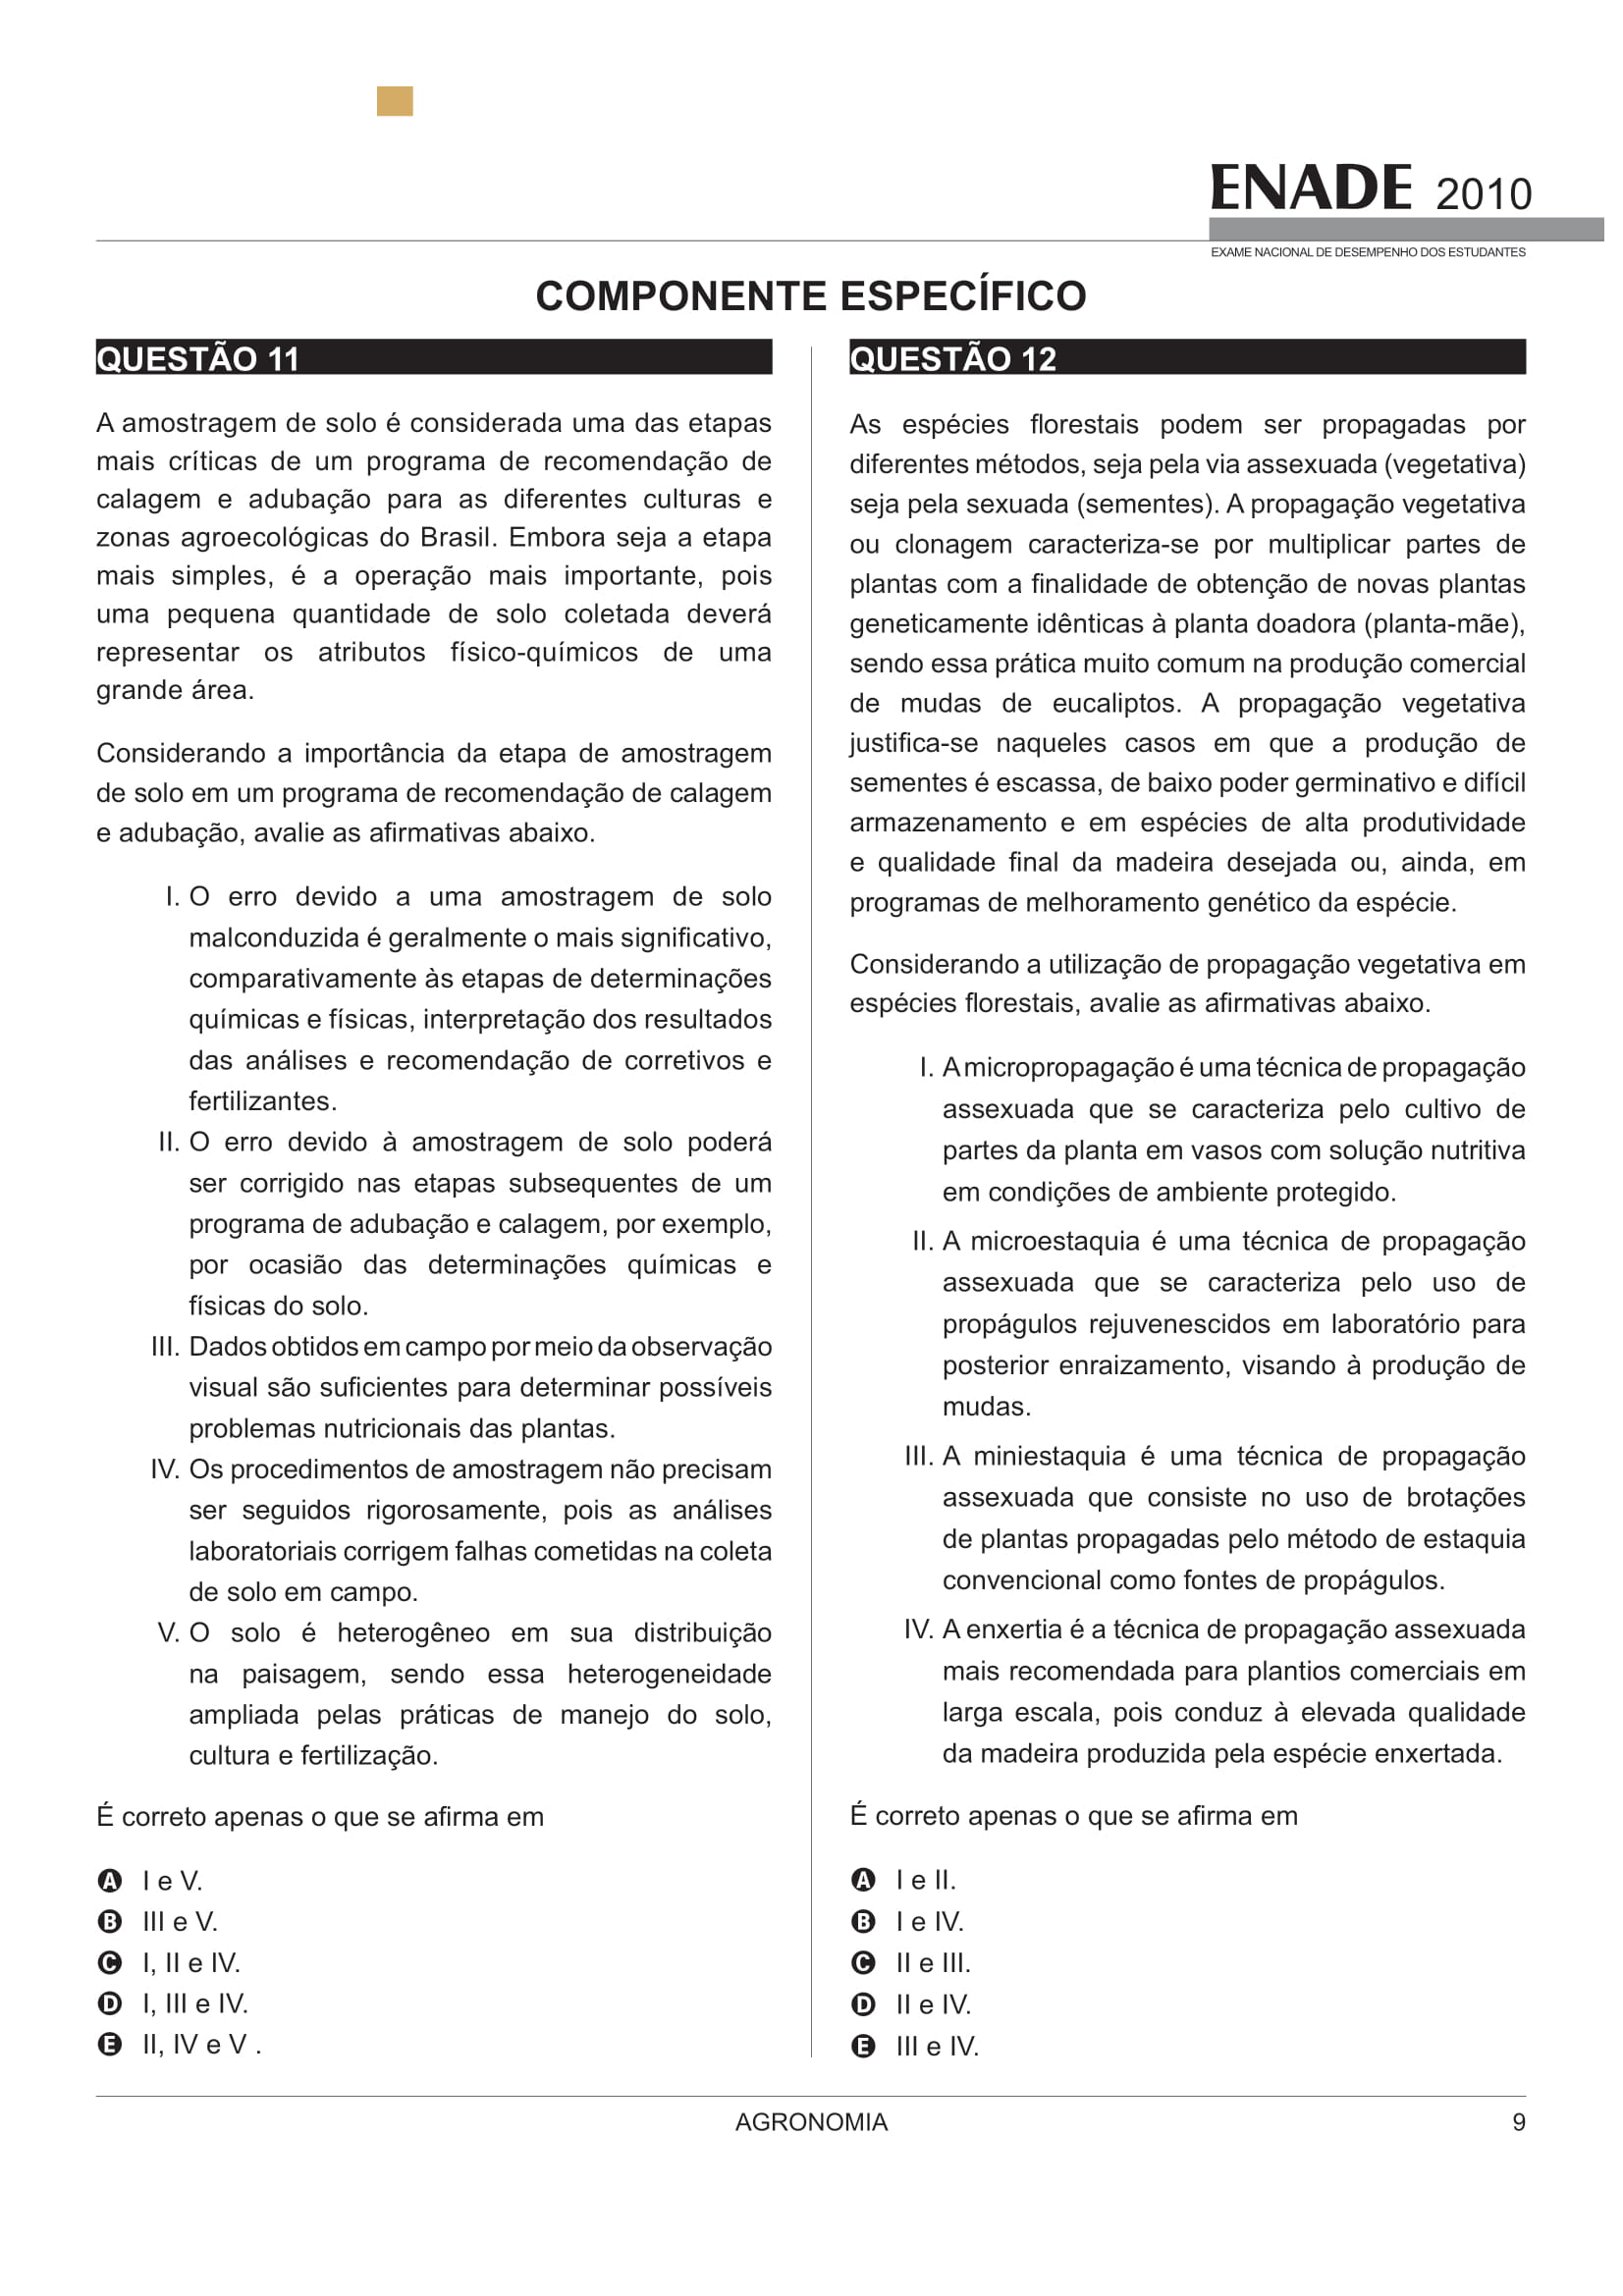 ENADE 2010
EXAME NACIONAL DE DESEMPENHO DOS ESTUDANTES
COMPONENTE ESPECÍFICO
QUESTÃO 11
A amostragem de solo é considerada uma das etapas
mais críticas de um programa de recomendação de
calagem e adubação para as diferentes culturas e
zonas agroecológicas do Brasil. Embora seja a etapa
mais simples, é a operação mais importante, pois
uma pequena quantidade de solo coletada deverá
representar os atributos físico-químicos de uma
grande área.
Considerando a importância da etapa de amostragem
de solo em um programa de recomendação de calagem
e adubação, avalie as afirmativas abaixo.
I. O erro devido a uma amostragem de solo
malconduzida é geralmente o mais significativo,
comparativamente às etapas de determinações
químicas e físicas, interpretação dos resultados
das análises e recomendação de corretivos e
fertilizantes.
II. O erro devido à amostragem de solo poderá
ser corrigido nas etapas subsequentes de um
programa de adubação e calagem, por exemplo,
por ocasião das determinações químicas e
físicas do solo.
III. Dados obtidos em campo por meio da observação
visual são suficientes para determinar possíveis
problemas nutricionais das plantas.
IV. Os procedimentos de amostragem não precisam
ser seguidos rigorosamente, pois as análises
laboratoriais corrigem falhas cometidas na coleta
de solo em campo.
V. O solo é heterogêneo em sua distribuição
na paisagem, sendo essa heterogeneidade
ampliada pelas práticas de manejo do solo,
cultura e fertilização.
É correto apenas o que se afirma em
A I e V.
B III e V.
C I, II e IV.
D I, III e IV.
E II, IV e V .
QUESTÃO 12
As espécies florestais podem ser propagadas por
diferentes métodos, seja pela via assexuada (vegetativa)
seja pela sexuada (sementes). A propagação vegetativa
ou clonagem caracteriza-se por multiplicar partes de
plantas com a finalidade de obtenção de novas plantas
geneticamente idênticas à planta doadora (planta-mãe),
sendo essa prática muito comum na produção comercial
de mudas de eucaliptos. A propagação vegetativa
justifica-se naqueles casos em que a produção de
sementes é escassa, de baixo poder germinativo e difícil
armazenamento e em espécies de alta produtividade
e qualidade final da madeira desejada ou, ainda, em
programas de melhoramento genético da espécie.
Considerando a utilização de propagação vegetativa em
espécies florestais, avalie as afirmativas abaixo.
I. A micropropagação é uma técnica de propagação
assexuada que se caracteriza pelo cultivo de
partes da planta em vasos com solução nutritiva
em condições de ambiente protegido.
II. A microestaquia é uma técnica de propagação
assexuada que se caracteriza pelo uso de
propágulos rejuvenescidos em laboratório para
posterior enraizamento, visando à produção de
mudas.
III. A miniestaquia é uma técnica de propagação
assexuada que consiste no uso de brotações
de plantas propagadas pelo método de estaquia
convencional como fontes de propágulos.
IV. A enxertia é a técnica de propagação assexuada
mais recomendada para plantios comerciais em
larga escala, pois conduz à elevada qualidade
da madeira produzida pela espécie enxertada.
É correto apenas o que se afirma em
A I e II.
B I e IV.
C II e III.
D II e IV.
E III e IV.
AGRONOMIA
9